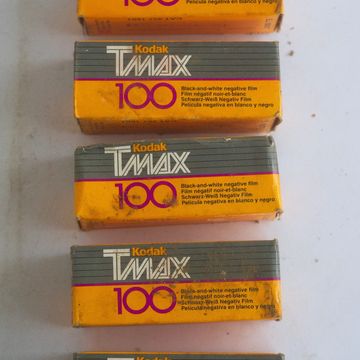 Película negativa en blanco y negro
Kodak
TMAX
100
Black-and-white negative film
Film négatif noir-et-blanc
Schwarz-Weiß Negativ Film
Película negativa en blanco y negro
Kodak
TMAX
100
Black-and-white negative film
Film négatif noir-et-blanc
Schwarz-Weiß Negativ Film
Película negativa en blanco y negro
Kodak
TMAX
100
Black-and-white negative film
Film négatif noir-et-blanc
Schwarz-Weiß Negativ Film
Película negativa en blanco y negro
Kodak